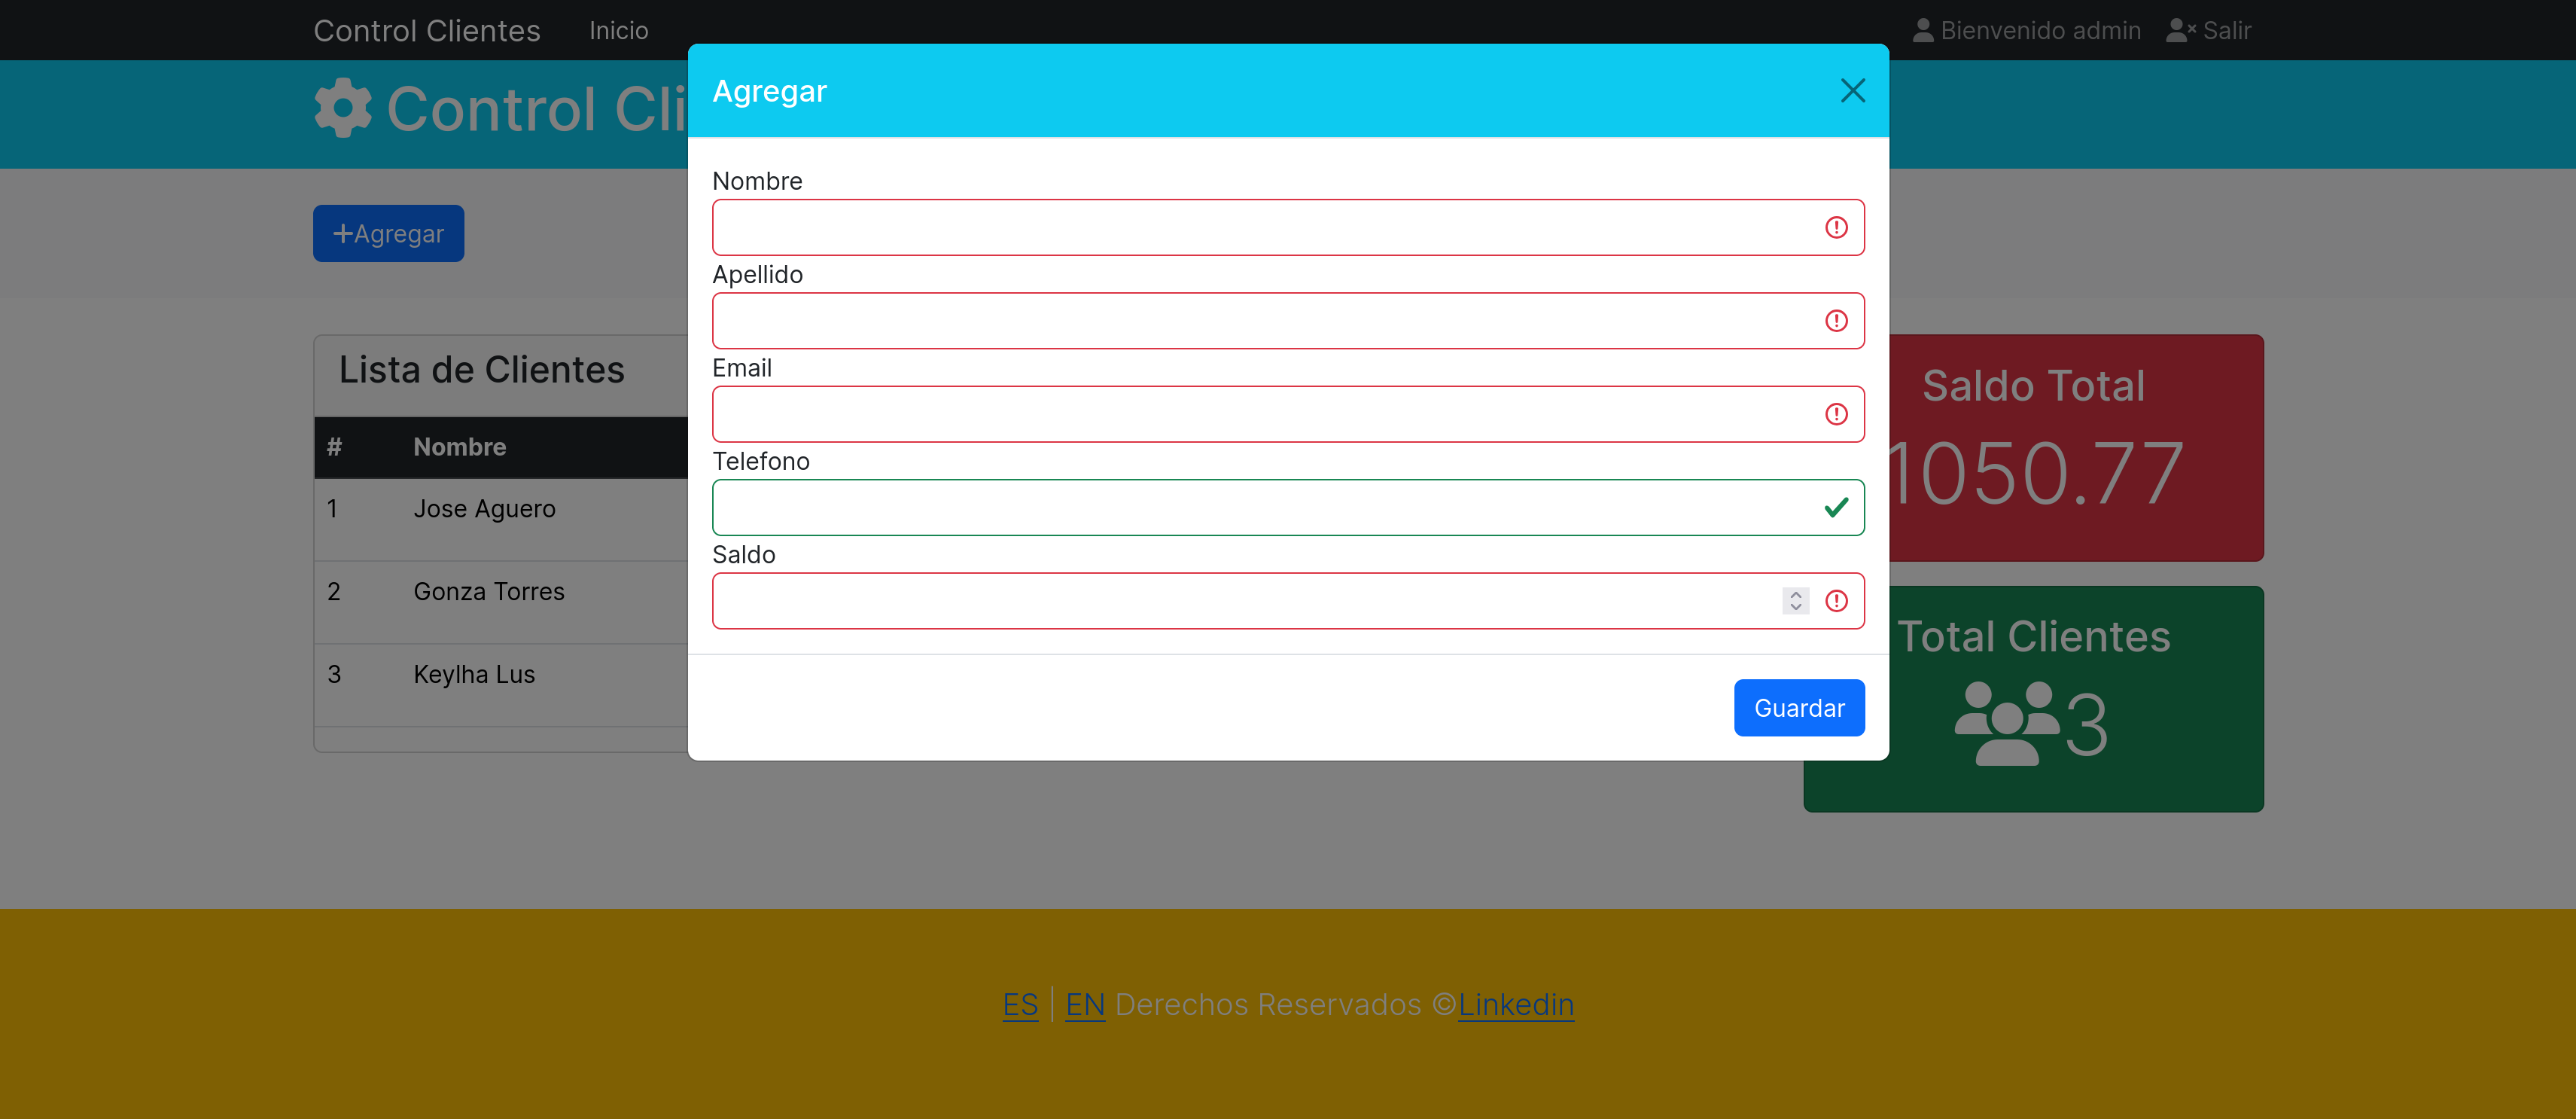 Control Clientes Inicio Bienvenido admin Salir
Control Cli
Agregar
Agregar
Nombre
Apellido
Email
Telefono
Saldo
Guardar
Lista de Clientes
# Nombre
1 Jose Aguero
2 Gonza Torres
3 Keylha Lus
Saldo Total
1050.77
Total Clientes
3
ES | EN Derechos Reservados ©Linkedin